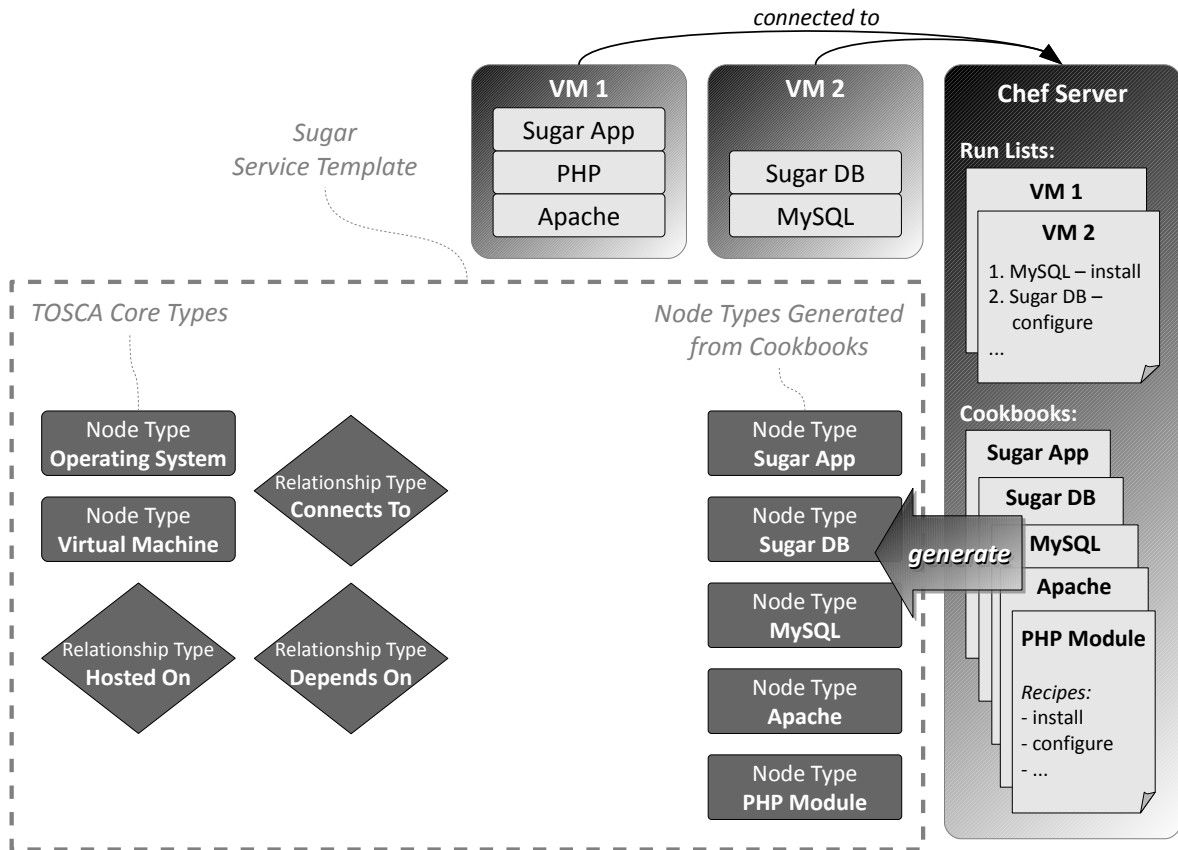 connected to
VM 1
Sugar App
PHP
Apache
VM 2
Sugar DB
MySQL
Chef Server
Run Lists:
VM 1
VM 2
1. MySQL – install
2. Sugar DB –
configure
...
Cookbooks:
Sugar App
Sugar DB
MySQL
Apache
PHP Module
Recipes:
- install
- configure
- ...
generate
Sugar
Service Template
TOSCA Core Types
Node Type
Operating System
Node Type
Virtual Machine
Relationship Type
Connects To
Relationship Type
Hosted On
Relationship Type
Depends On
Node Types Generated
from Cookbooks
Node Type
Sugar App
Node Type
Sugar DB
Node Type
MySQL
Node Type
Apache
Node Type
PHP Module